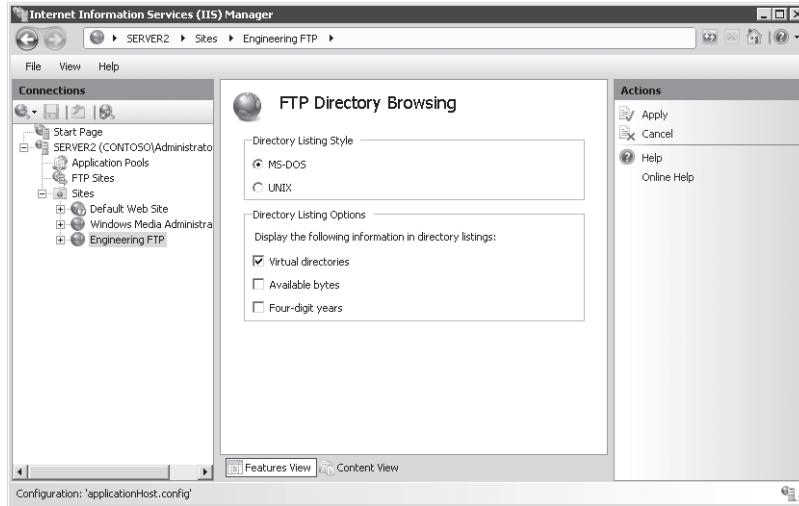 Internet Information Services (IIS) Manager
SERVER2 Sites Engineering FTP
File View Help
Connections
Start Page
SERVER2 (CONTOSO\Administrato
Application Pools
FTP Sites
Sites
Default Web Site
Windows Media Administra
Engineering FTP
FTP Directory Browsing
Directory Listing Style
MS-DOS
UNIX
Directory Listing Options
Display the following information in directory listings:
Virtual directories
Available bytes
Four-digit years
Features View Content View
Actions
Apply
Cancel
Help
Online Help
Configuration: 'applicationHost.config'